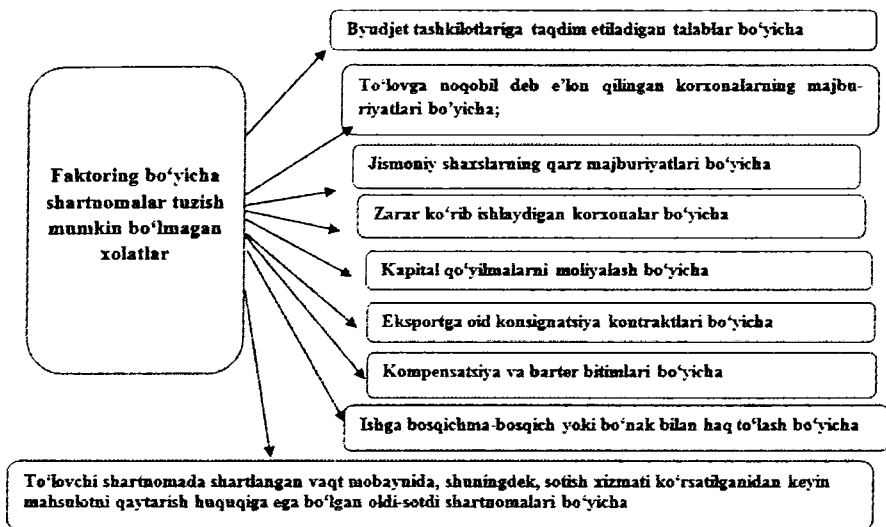 Byudjet tashkilotlariga taqdim etiladigan talablar bo‘yicha
To‘lovga noqobil deb e’lon qilingan korxonalarning majbu-
riyatlari bo’yicha;
Faktoring bo‘yicha
shartnomalar tuzish
mumkin bo‘lmagan
xolatlar
Jismoniy shaxslarning qarz majburiyatlari bo‘yicha
Zarar ko‘rib ishlaydigan korxonalar bo‘yicha
Kapital qo‘yilmalarni moliyalash bo‘yicha
Eksportga oid konsignatsiya kontraktlari bo‘yicha
Kompensatsiya va barter bitimlari bo‘yicha
Ishga bosqichma-bosqich yoki bo‘nak bilan haq to‘lash bo‘yicha
To‘lovchi shartnomada shartlangan vaqt mobaynida, shuningdek, sotish xizmati ko‘rsatilganidan keyin
mahsulotni qaytarish huquqiga ega bo‘lgan oldi-sotdi shartnomalari bo‘yicha